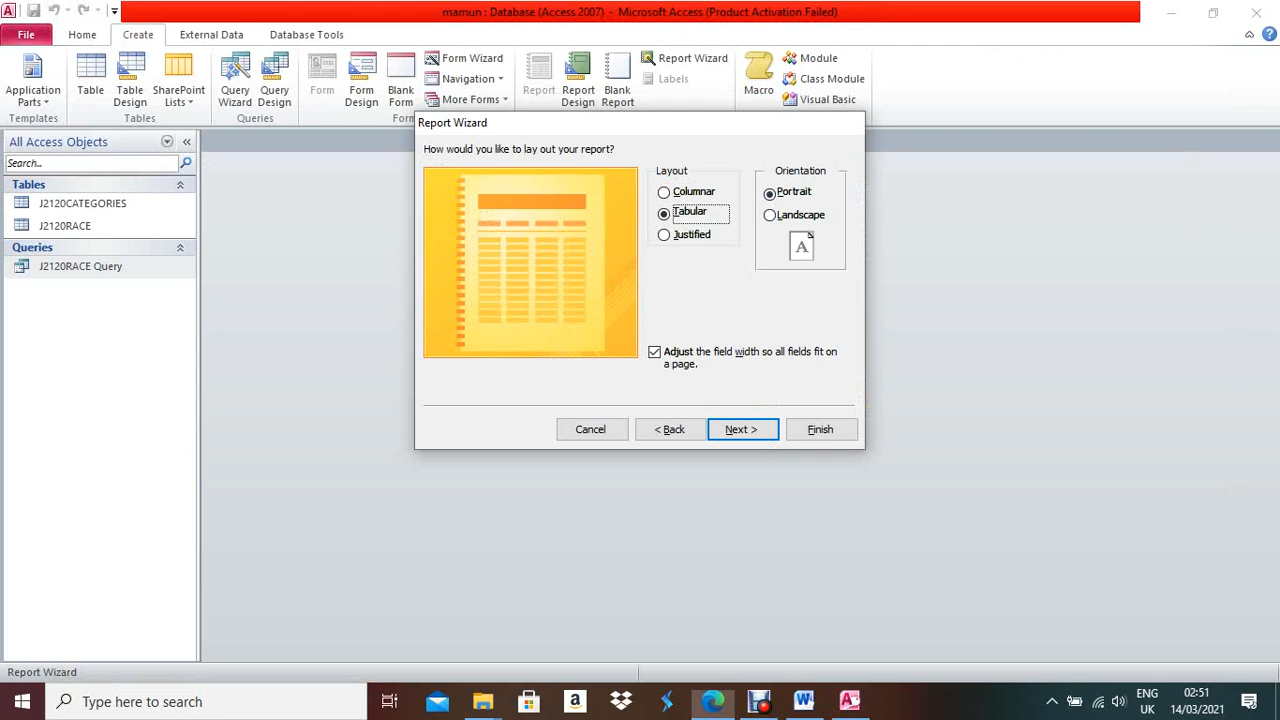 mamun : Database (Access 2007) - Microsoft Access (Product Activation Failed)
File Home Create External Data Database Tools
Application Parts
Table
Table Design
SharePoint Lists
Query Wizard
Query Design
Form
Form Design
Blank Form
Form Wizard
Navigation
More Forms
Report
Report Design
Blank Report
Report Wizard
Labels
Macro
Module
Class Module
Visual Basic
Templates Tables Queries Form
All Access Objects
Search...
Tables
J2120CATEGORIES
J2120RACE
Queries
J2120RACE Query
Report Wizard
How would you like to lay out your report?
Layout
Columnar
Tabular
Justified
Orientation
Portrait
Landscape
A
Adjust the field width so all fields fit on
a page.
Cancel < Back Next > Finish
Report Wizard
Type here to search
ENG
UK
02:51
14/03/2021